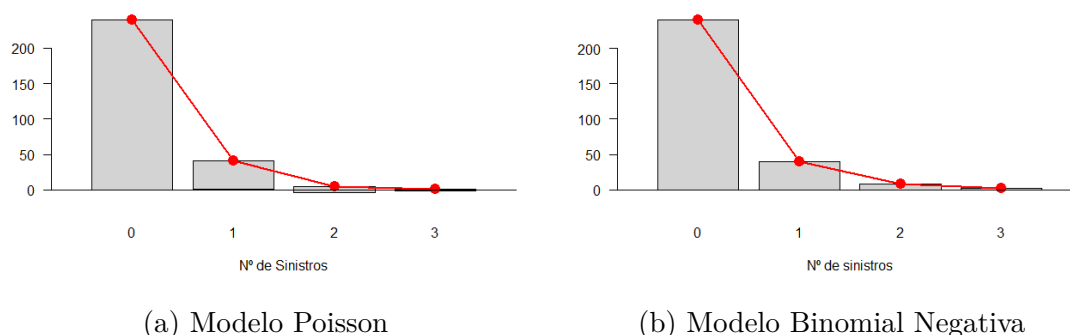 200
150
100
50
0
0 1 2 3
Nº de Sinistros
(a) Modelo Poisson
200
150
100
50
0
0 1 2 3
Nº de sinistros
(b) Modelo Binomial Negativa